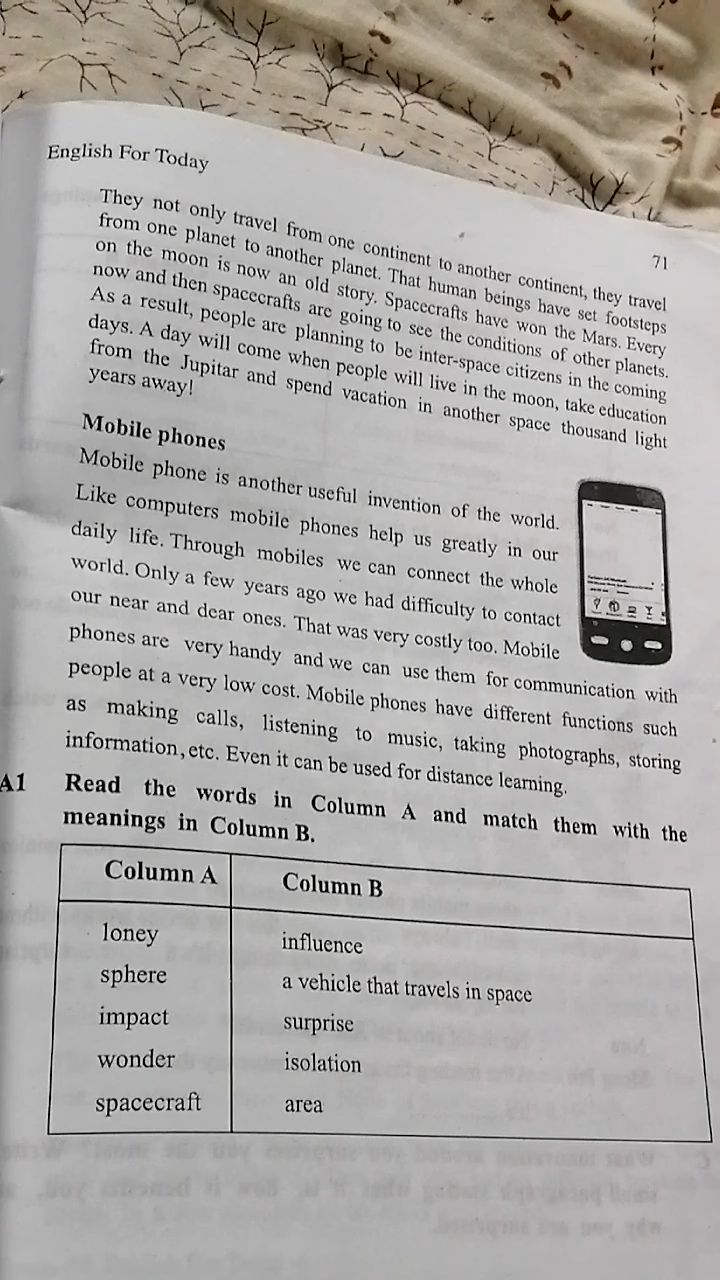 English For Today
71
They not only travel from one continent to another continent, they travel
from one planet to another planet. That human beings have set footsteps
on the moon is now an old story. Spacecrafts have won the Mars. Every
now and then spacecrafts are going to see the conditions of other planets.
As a result, people are planning to be inter-space citizens in the coming
days. A day will come when people will live in the moon, take education
from the Jupitar and spend vacation in another space thousand light
years away!
Mobile phones
Mobile phone is another useful invention of the world.
Like computers mobile phones help us greatly in our
daily life. Through mobiles we can connect the whole
world. Only a few years ago we had difficulty to contact
our near and dear ones. That was very costly too. Mobile
phones are very handy and we can use them for communication with
people at a very low cost. Mobile phones have different functions such
as making calls, listening to music, taking photographs, storing
information, etc. Even it can be used for distance learning.
A1 Read the words in Column A and match them with the
meanings in Column B.
Column A Column B
loney influence
sphere a vehicle that travels in space
impact surprise
wonder isolation
spacecraft area